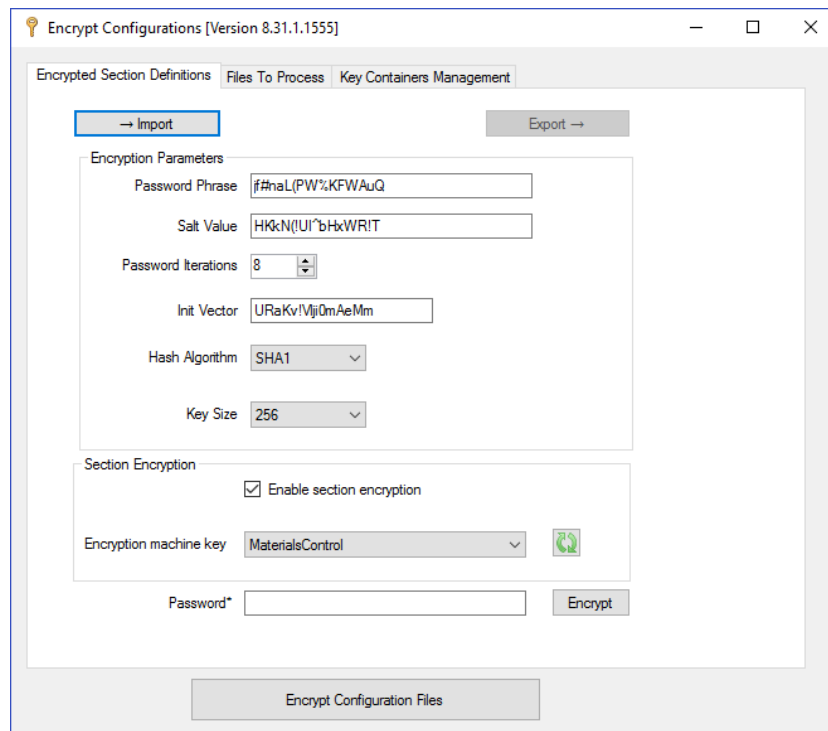 Encrypt Configurations [Version 8.31.1.1555]
Encrypted Section Definitions Files To Process Key Containers Management
→ Import Export →
Encryption Parameters
Password Phrase jf#naL(PW%KFWAuQ
Salt Value HKkN(!UI^bHxWR!T
Password Iterations 8
Init Vector URaKv!VIji0mAeMm
Hash Algorithm SHA1
Key Size 256
Section Encryption
Enable section encryption
Encryption machine key MaterialsControl
Password* Encrypt
Encrypt Configuration Files